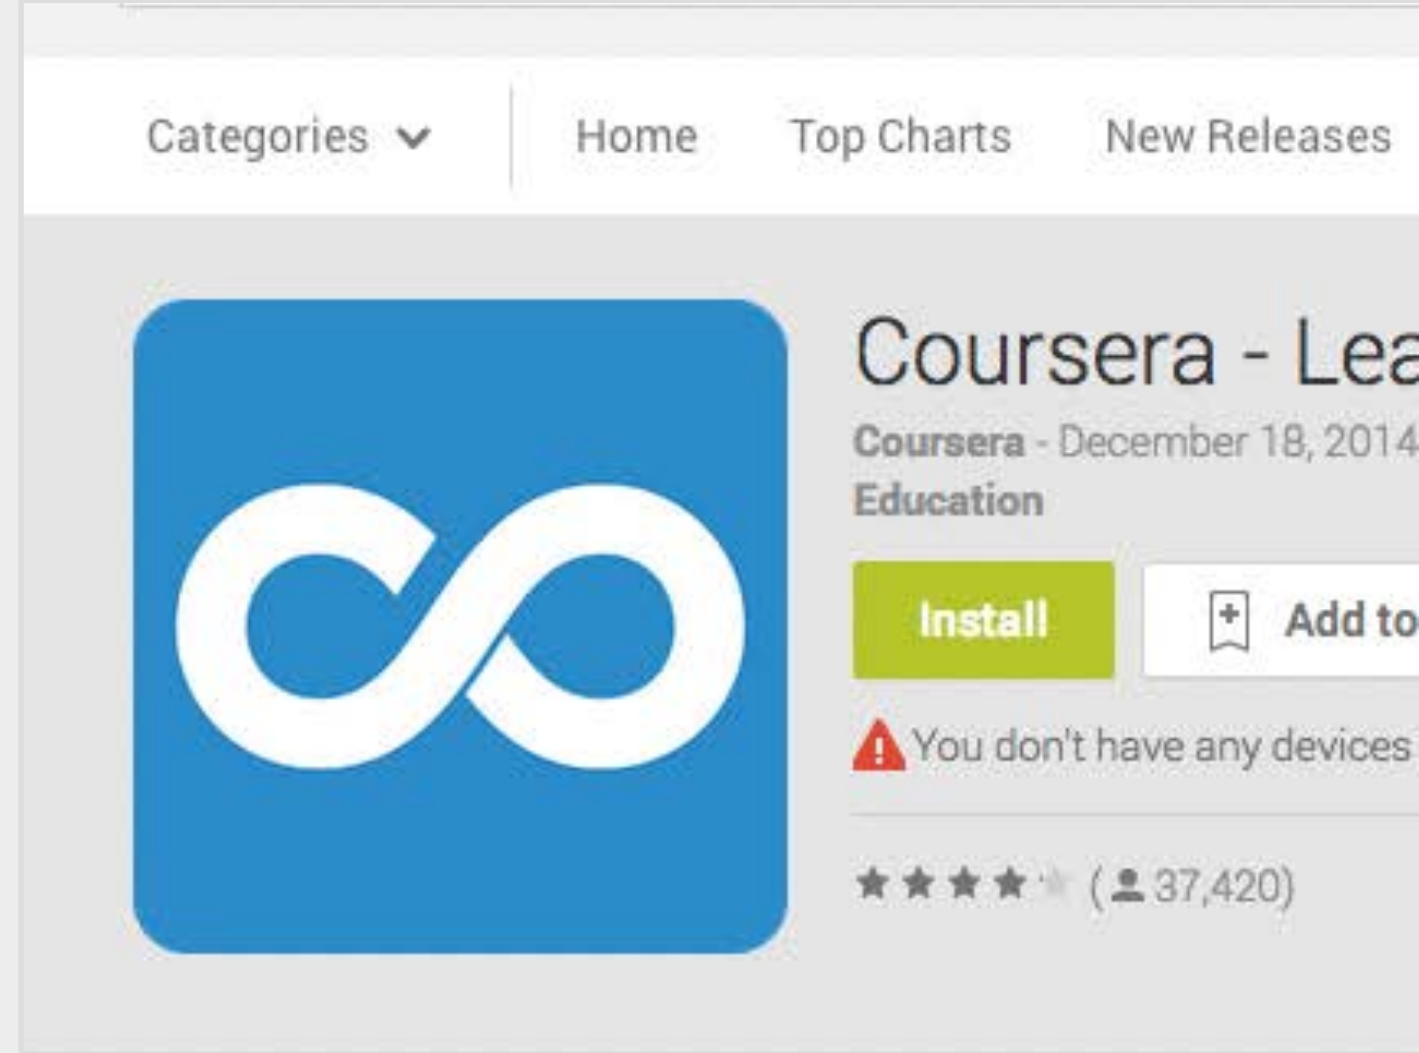 Categories Home Top Charts New Releases
Coursera - Lea
Coursera - December 18, 2014
Education
Install Add to
You don't have any devices
(37,420)